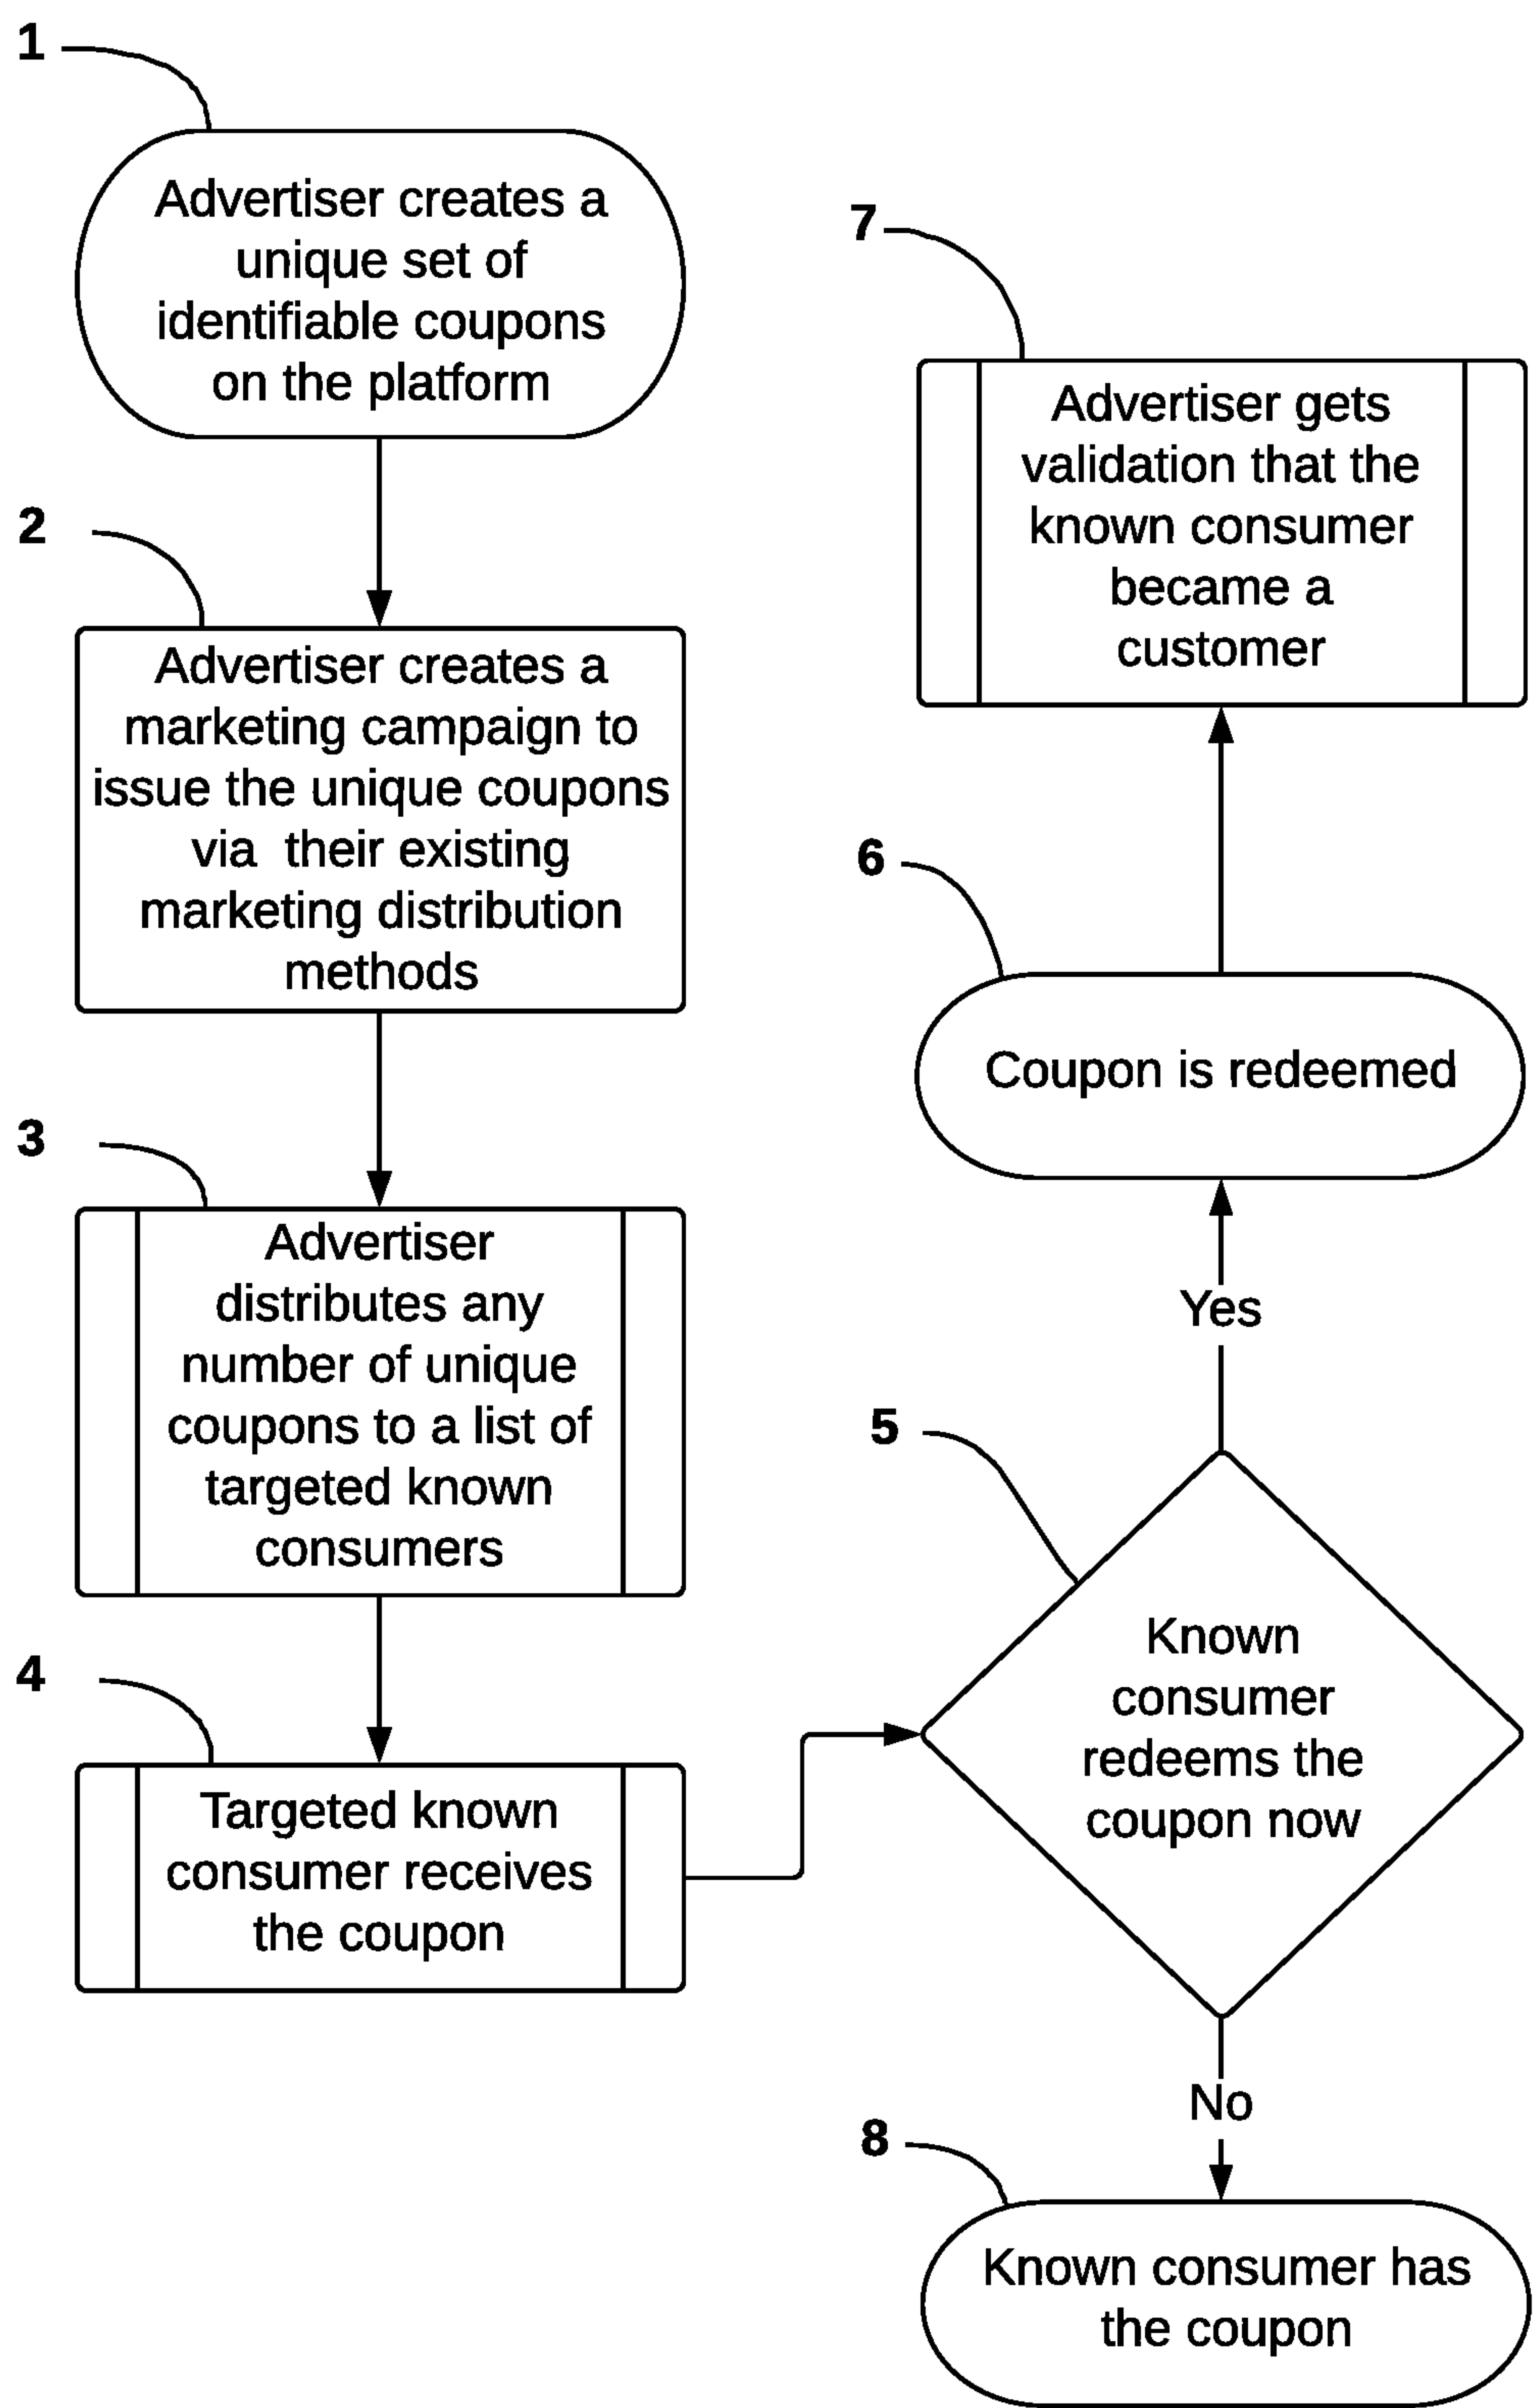 1
Advertiser creates a
unique set of
identifiable coupons
on the platform
2
Advertiser creates a
marketing campaign to
issue the unique coupons
via  their existing
marketing distribution
methods
3
Advertiser
distributes any
number of unique
coupons to a list of
targeted known
consumers
4
Targeted known
consumer receives
the coupon
5
Known
consumer
redeems the
coupon now
Yes
6
Coupon is redeemed
7
Advertiser gets
validation that the
known consumer
became a
customer
No
8
Known consumer has
the coupon